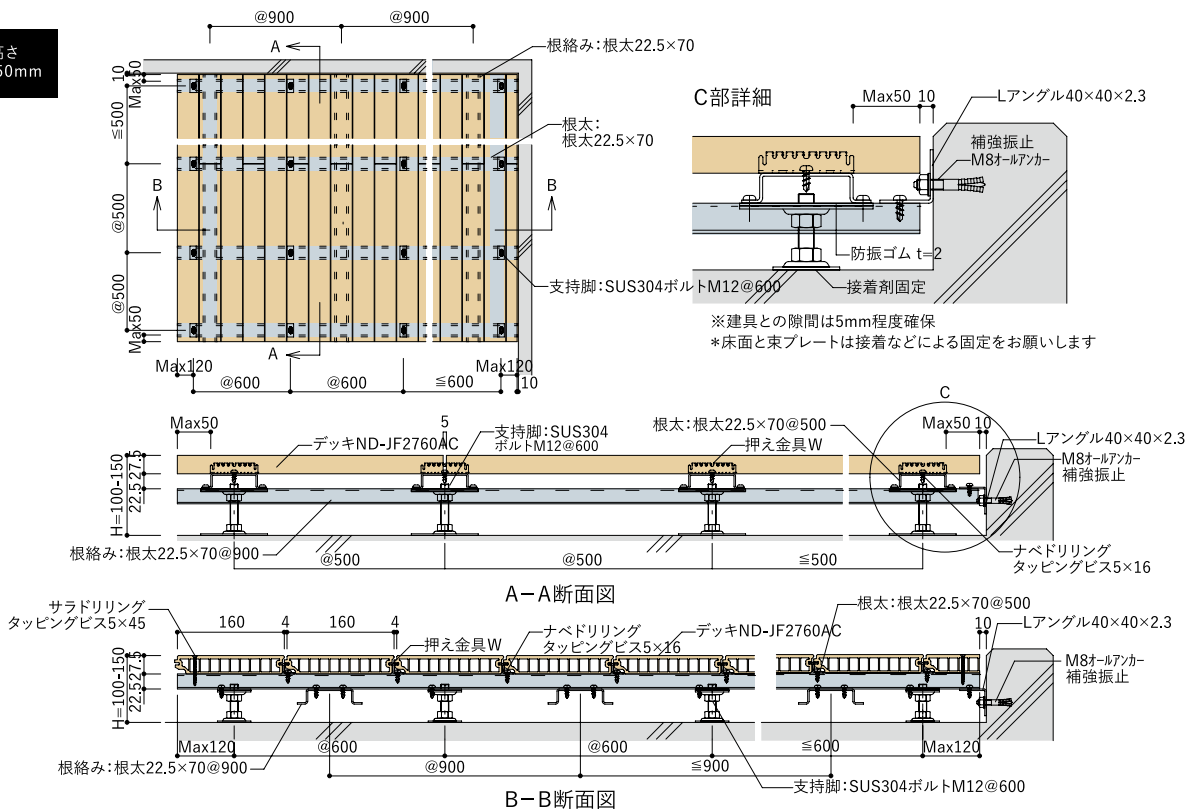 高さ
50mm
@900
@900
A
根絡み：根太22.5×70
10
Max50
≦500
@500
@500
Max50
根太：
根太22.5×70
B
B
支持脚：SUS304ボルトM12@600
A
Max120
Max120
@600
@600
≦600
10
C部詳細
Max50
10
Lアングル40×40×2.3
補強振止
M8オールアンカー
防振ゴム t=2
接着剤固定
※建具との隙間は5mm程度確保
*床面と束プレートは接着などによる固定をお願いします
Max50
デッキND-JF2760AC
5
支持脚：SUS304
ボルトM12@600
根太：根太22.5×70@500
押え金具W
C
Max50
10
Lアングル40×40×2.3
M8オールアンカー
補強振止
H=100-150
22.5
27.5
根絡み：根太22.5×70@900
@500
@500
≦500
ナベドリリング
タッピングビス5×16
A－A断面図
サラドリリング
タッピングビス5×45
160
4
160
4
押え金具W
ナベドリリング
タッピングビス5×16
デッキND-JF2760AC
根太：根太22.5×70@500
10
Lアングル40×40×2.3
M8オールアンカー
補強振止
H=100-150
22.5
27.5
Max120
@600
@600
≦600
Max120
根絡み：根太22.5×70@900
@900
≦900
支持脚：SUS304ボルトM12@600
B－B断面図